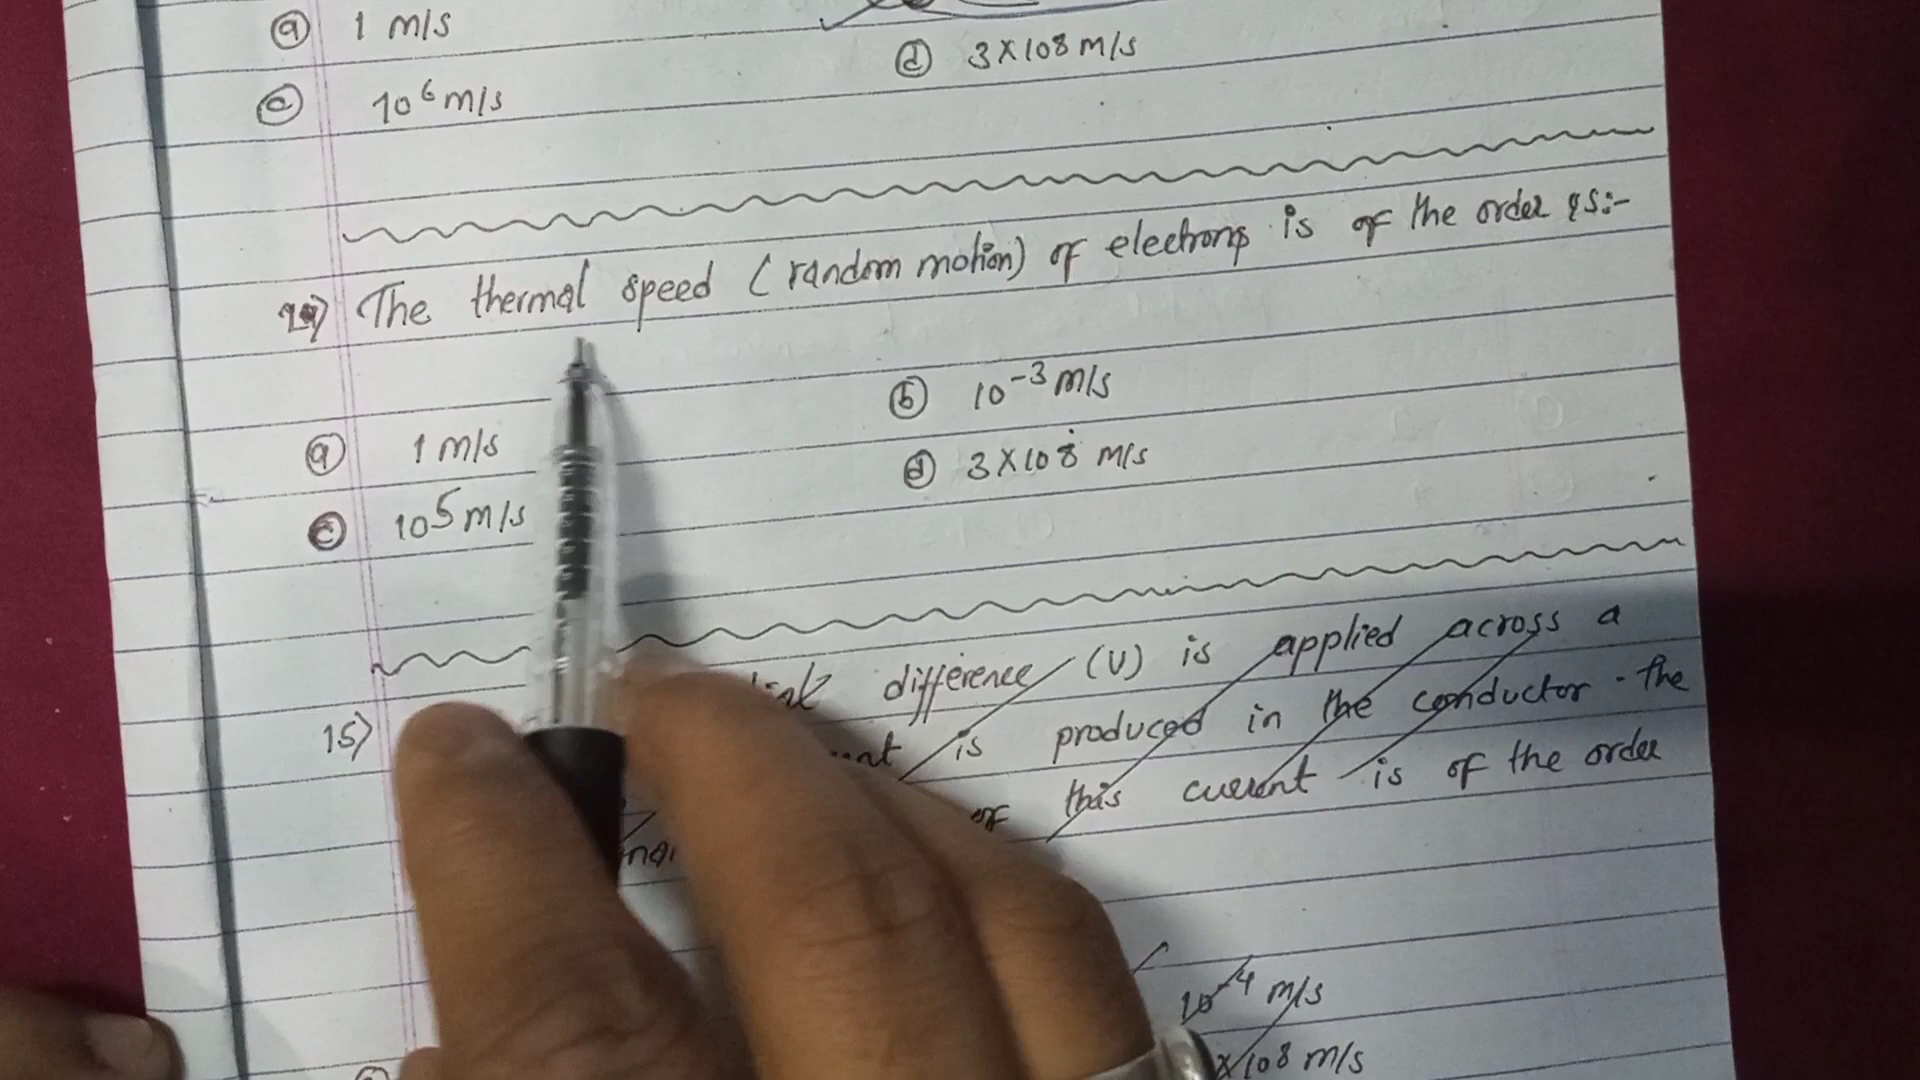 ⓐ 1 m/s
ⓓ 3×108 m/s
ⓒ 10⁶ m/s
The thermal speed (random motion) of electrons is of the order is:-
ⓐ 1 m/s
ⓑ 10⁻³ m/s
ⓒ 10⁵ m/s
ⓓ 3×10⁸ m/s
15) difference (V) is applied across a
is produced in the conductor. The
of this current is of the order
10⁻⁴ m/s
×108 m/s